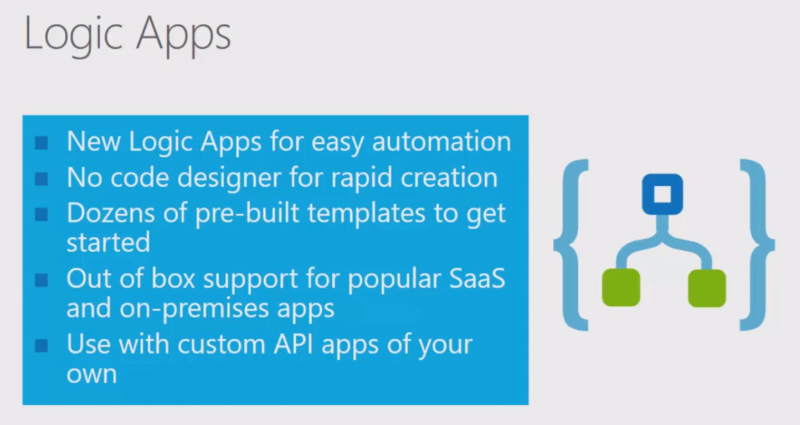 Logic Apps
New Logic Apps for easy automation
No code designer for rapid creation
Dozens of pre-built templates to get
started
Out of box support for popular SaaS
and on-premises apps
Use with custom API apps of your
own